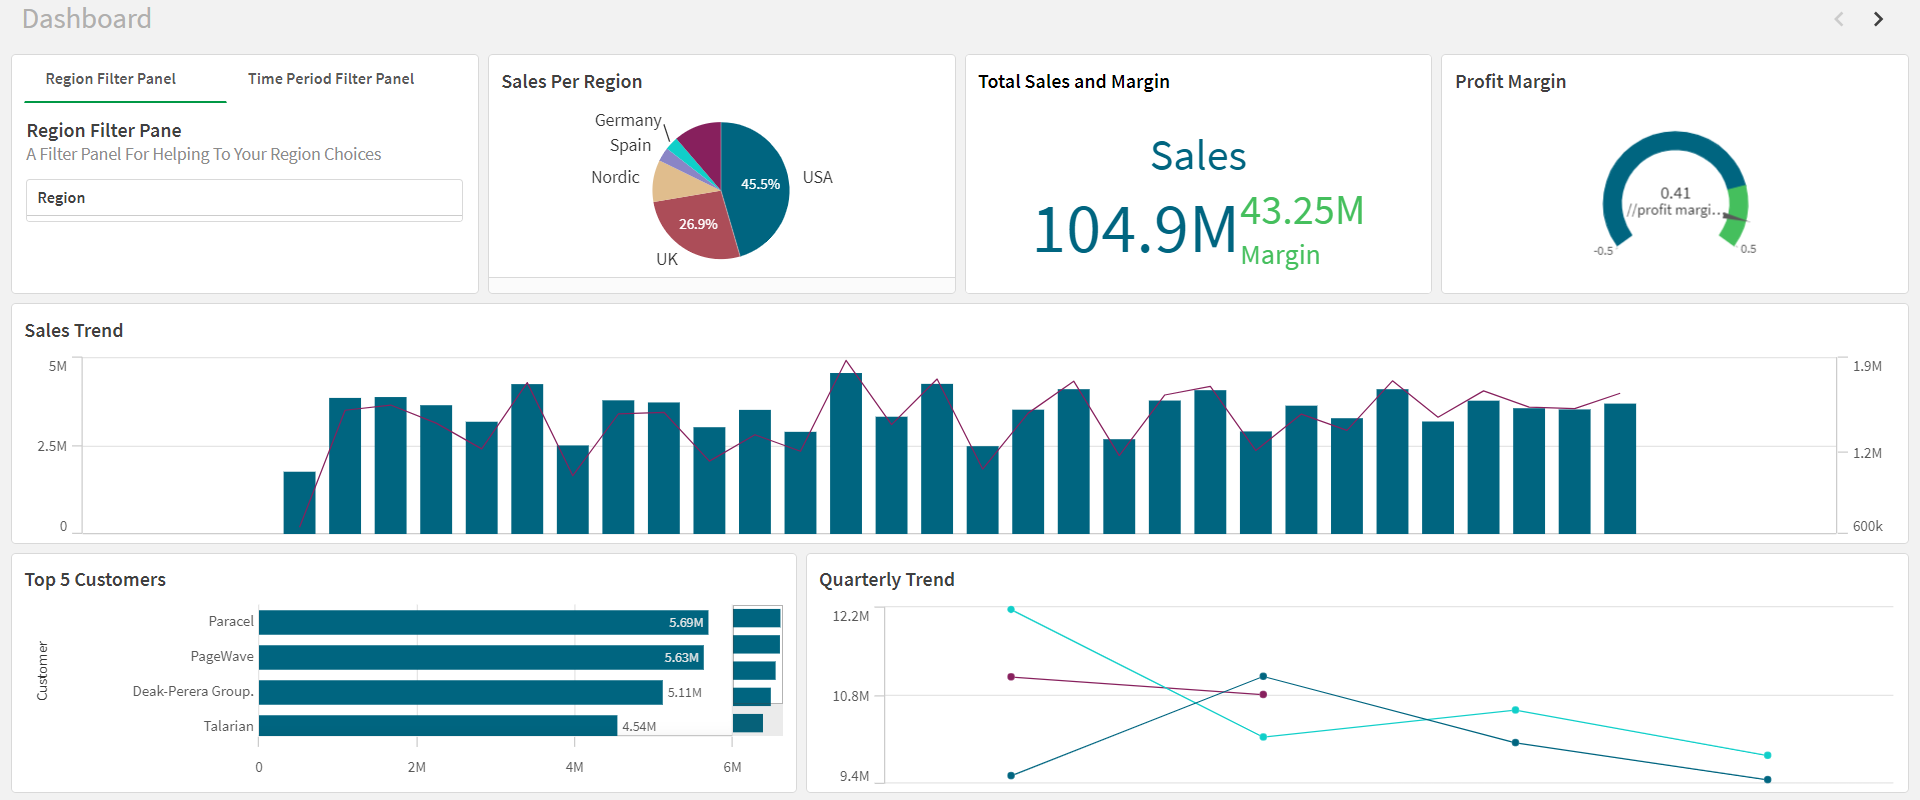 Dashboard
Region Filter Panel
Time Period Filter Panel
Region Filter Pane
A Filter Panel For Helping To Your Region Choices
Region
Sales Per Region
Germany
Spain
Nordic
UK
USA
45.5%
26.9%
Total Sales and Margin
Sales
104.9M
43.25M
Margin
Profit Margin
0.41
//profit margi...
-0.5
0.5
Sales Trend
5M
2.5M
0
1.9M
1.2M
600k
Top 5 Customers
Customer
Paracel
5.69M
PageWave
5.63M
Deak-Perera Group.
5.11M
Talarian
4.54M
0
2M
4M
6M
Quarterly Trend
12.2M
10.8M
9.4M